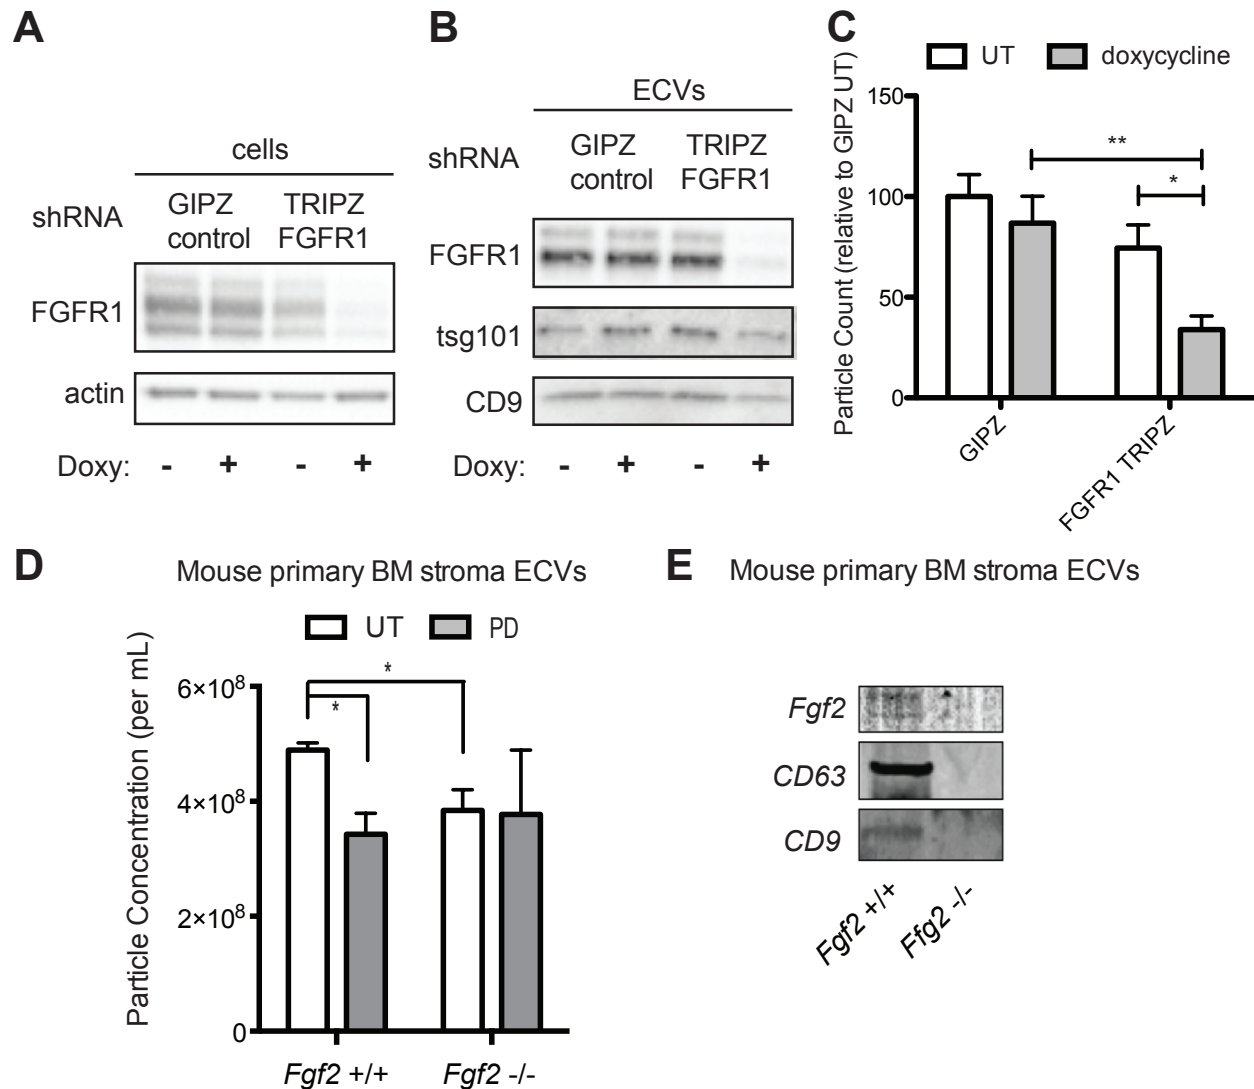 A
cells
shRNA
GIPZ control
TRIPZ FGFR1
FGFR1
actin
Doxy: - + - +
B
ECVs
shRNA
GIPZ control
TRIPZ FGFR1
FGFR1
tsg101
CD9
Doxy: - + - +
C
UT doxycycline
Particle Count (relative to GIPZ UT)
150
100
50
0
**
*
GIPZ
FGFR1 TRIPZ
D
Mouse primary BM stroma ECVs
UT PD
Particle Concentration (per mL)
6×10⁸
4×10⁸
2×10⁸
0
*
*
Fgf2 +/+
Fgf2 -/-
E
Mouse primary BM stroma ECVs
Fgf2
CD63
CD9
Fgf2 +/+
Ffg2 -/-